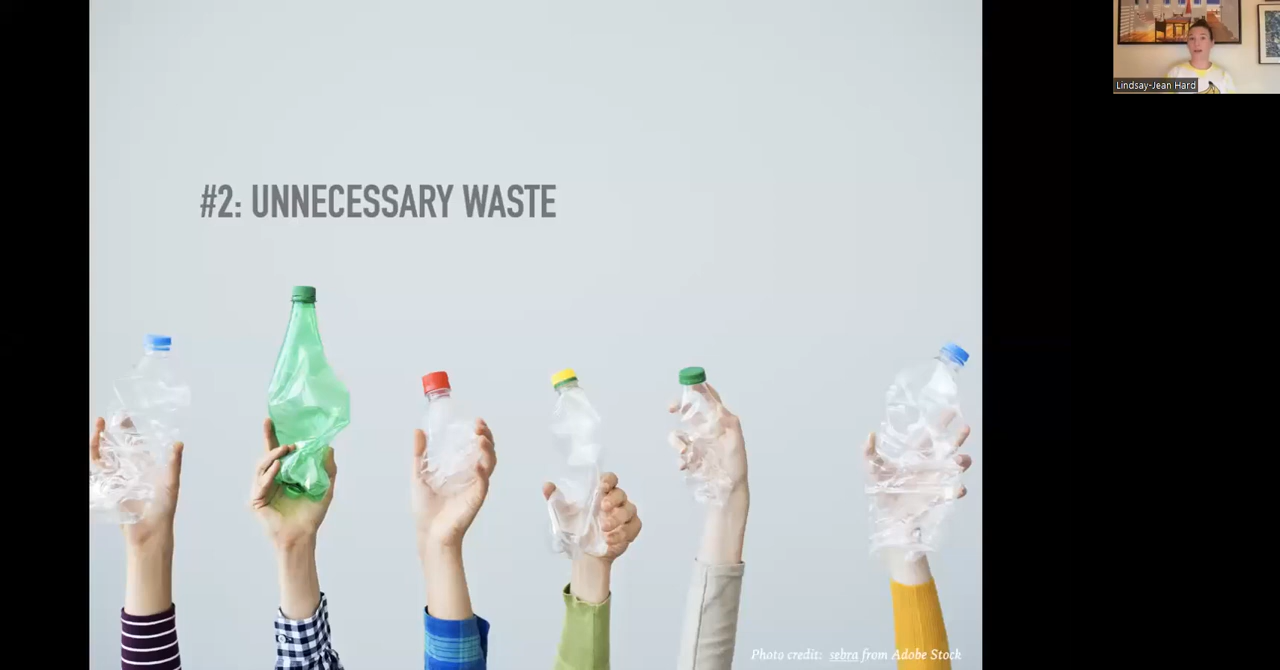 #2: UNNECESSARY WASTE
Lindsay-Jean Hard
Photo credit: sebra from Adobe Stock